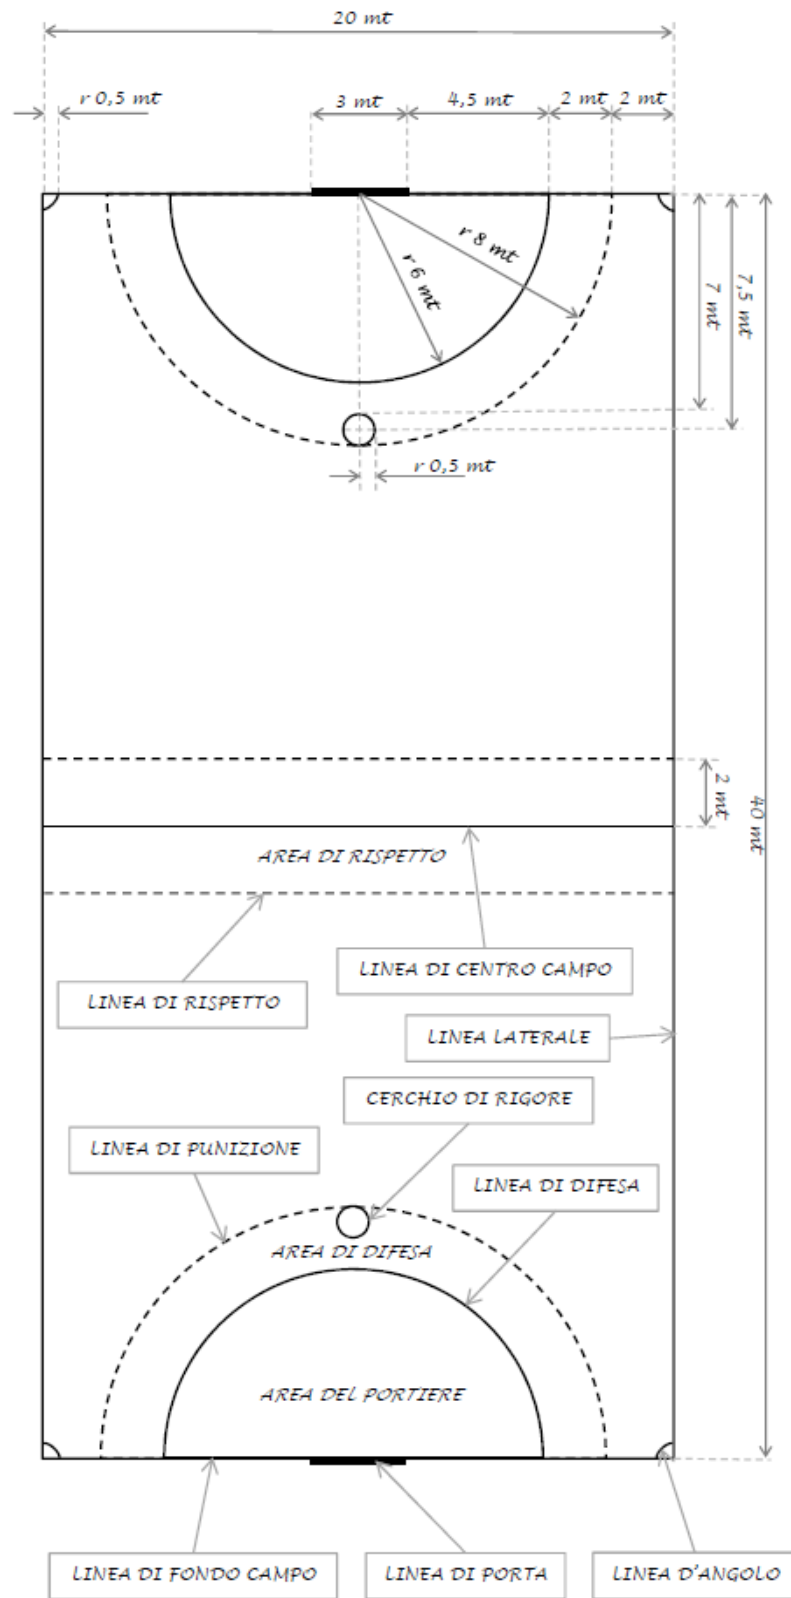 20 mt
r 0,5 mt
3 mt
4,5 mt
2 mt
2 mt
r 8 mt
r 6 mt
7 mt
7,5 mt
r 0,5 mt
2 mt
40 mt
AREA DI RISPETTO
LINEA DI CENTRO CAMPO
LINEA DI RISPETTO
LINEA LATERALE
CERCHIO DI RIGORE
LINEA DI PUNIZIONE
LINEA DI DIFESA
AREA DI DIFESA
AREA DEL PORTIERE
LINEA DI FONDO CAMPO
LINEA DI PORTA
LINEA D'ANGOLO